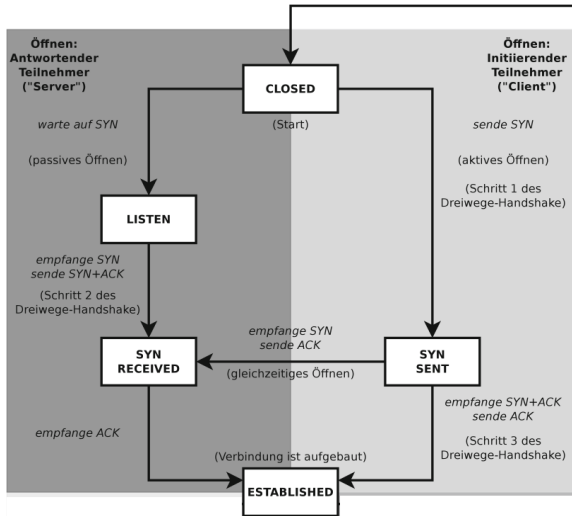 Öffnen:
Antwortender
Teilnehmer
("Server")
Öffnen:
Initiierender
Teilnehmer
("Client")
CLOSED
(Start)
warte auf SYN
(passives Öffnen)
sende SYN
(aktives Öffnen)
(Schritt 1 des
Dreiwege-Handshake)
LISTEN
empfange SYN
sende SYN+ACK
(Schritt 2 des
Dreiwege-Handshake)
SYN
RECEIVED
empfange SYN
sende ACK
(gleichzeitiges Öffnen)
SYN
SENT
empfange ACK
empfange SYN+ACK
sende ACK
(Schritt 3 des
Dreiwege-Handshake)
(Verbindung ist aufgebaut)
ESTABLISHED